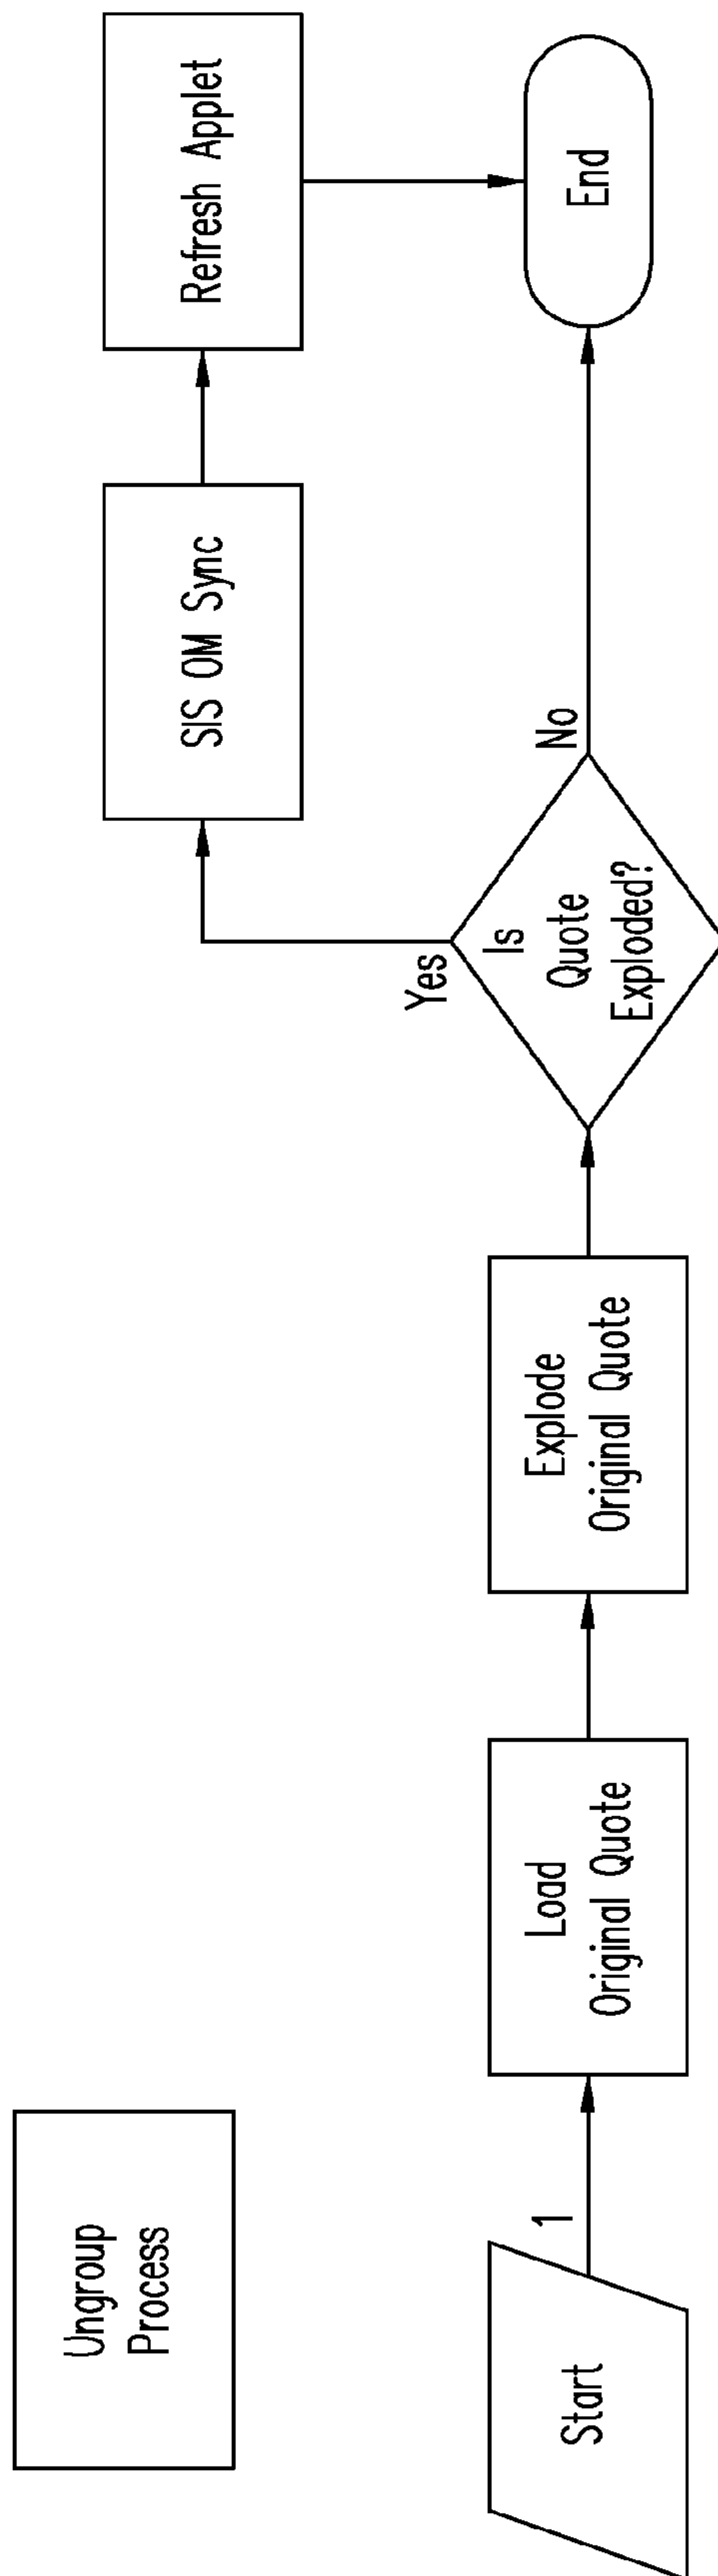 Ungroup
Process
Start
1
Load
Original Quote
Explode
Original Quote
Is
Quote
Exploded?
Yes
No
SIS OM Sync
Refresh Applet
End